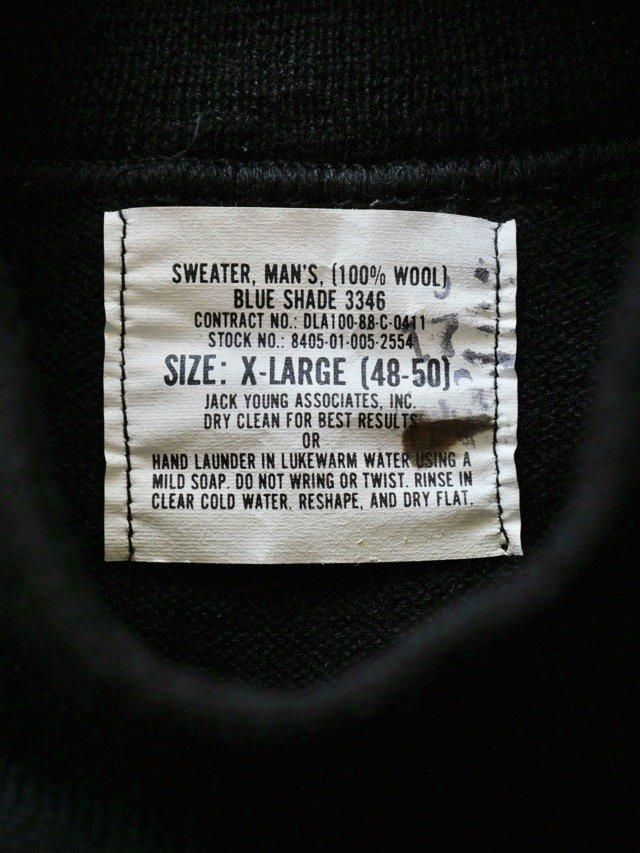 SWEATER, MAN'S, (100% WOOL)
BLUE SHADE 3346
CONTRACT NO.: DLA100-88-C-0411
STOCK NO.: 8405-01-005-2554
SIZE: X-LARGE (48-50)
JACK YOUNG ASSOCIATES, INC.
DRY CLEAN FOR BEST RESULTS
OR
HAND LAUNDER IN LUKEWARM WATER USING A
MILD SOAP. DO NOT WRING OR TWIST. RINSE IN
CLEAR COLD WATER, RESHAPE, AND DRY FLAT.